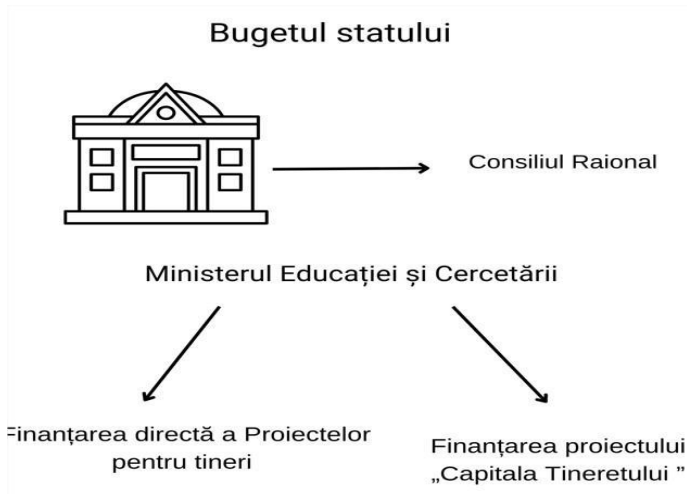 Bugetul statului
Consiliul Raional
Ministerul Educației și Cercetării
Finanțarea directă a Proiectelor
pentru tineri
Finanțarea proiectului
„Capitala Tineretului ”